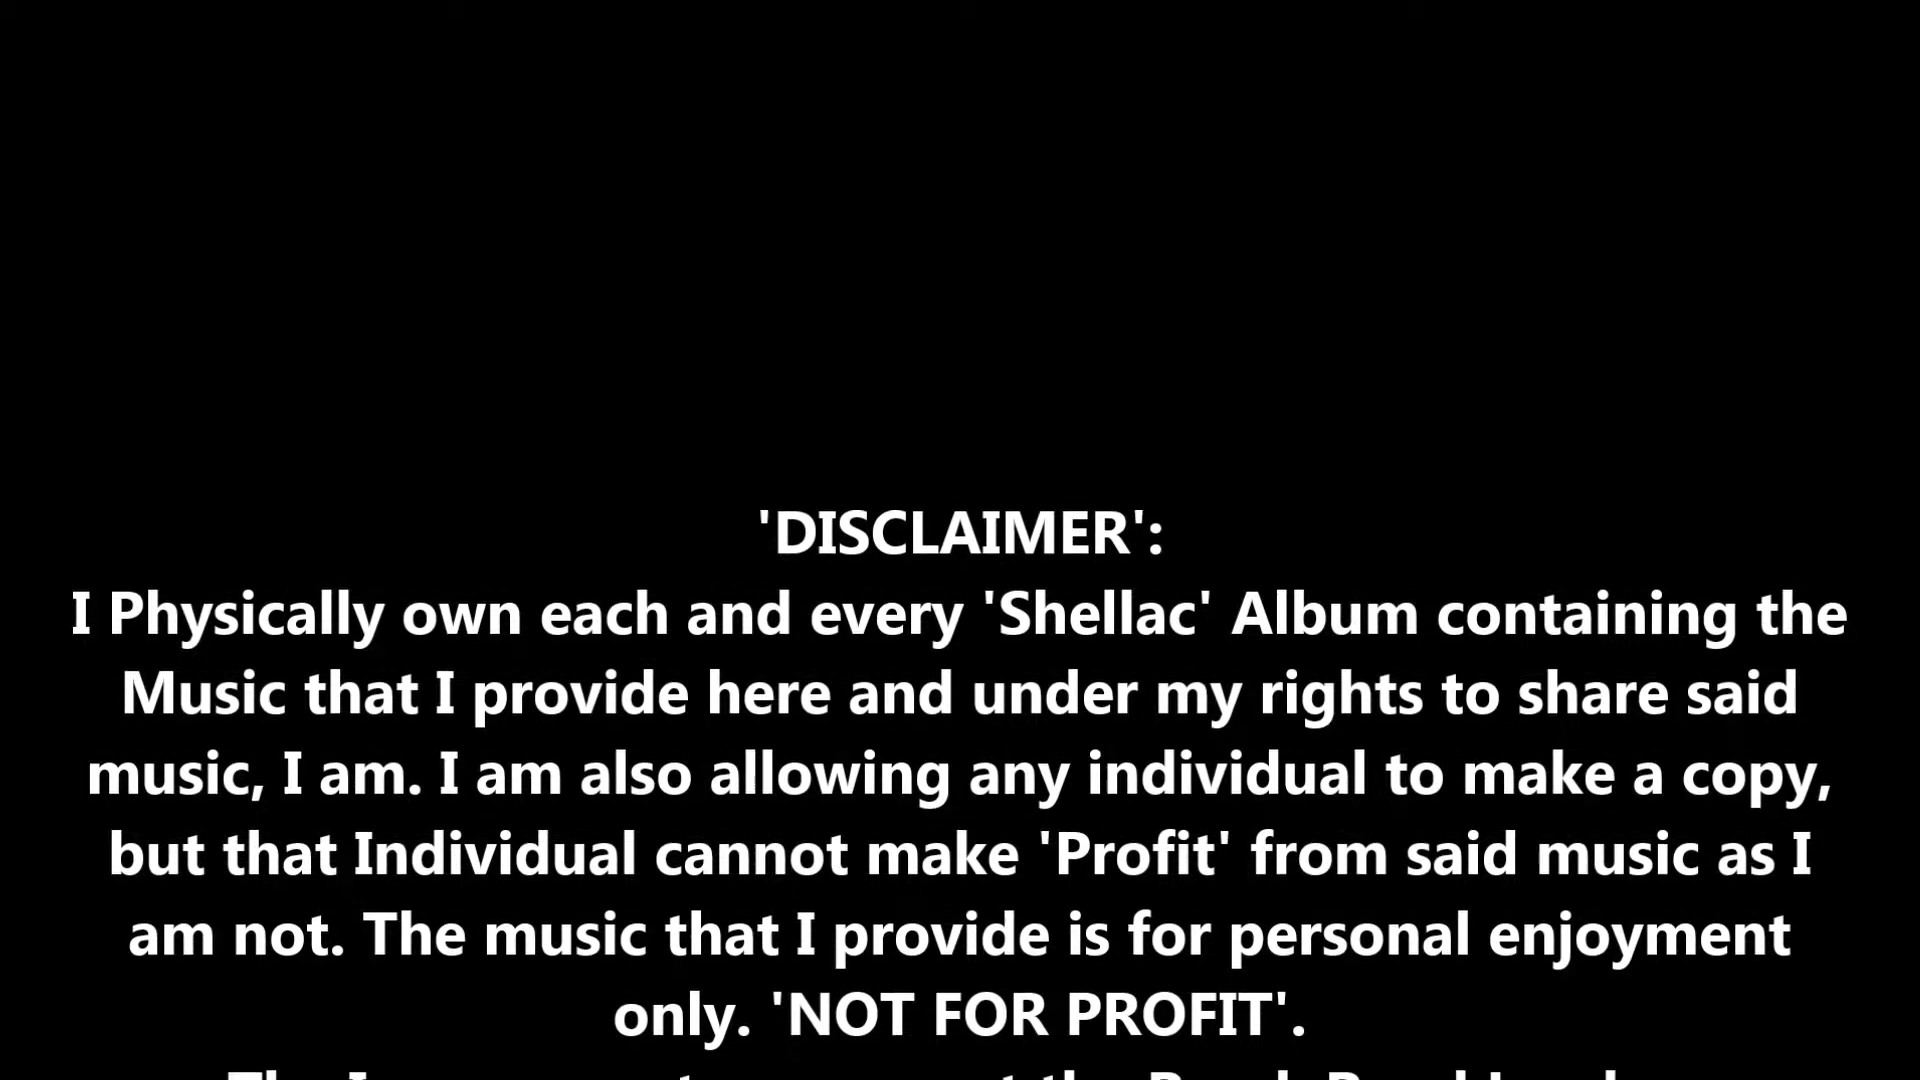 'DISCLAIMER':
I Physically own each and every 'Shellac' Album containing the
Music that I provide here and under my rights to share said
music, I am. I am also allowing any individual to make a copy,
but that Individual cannot make 'Profit' from said music as I
am not. The music that I provide is for personal enjoyment
only. 'NOT FOR PROFIT'.